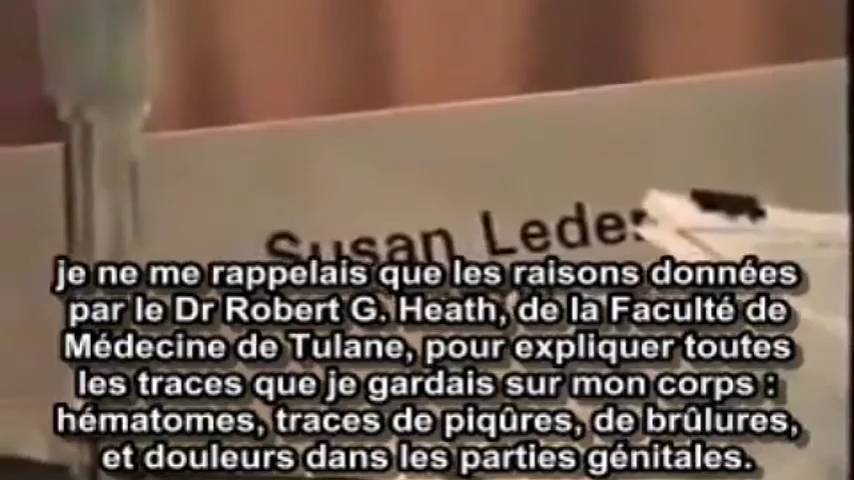 Susan
je ne me rappelais que les raisons données
par le Dr Robert G. Heath, de la Faculté de
Médecine de Tulane, pour expliquer toutes
les traces que je gardais sur mon corps :
hématomes, traces de piqûres, de brûlures,
et douleurs dans les parties génitales.